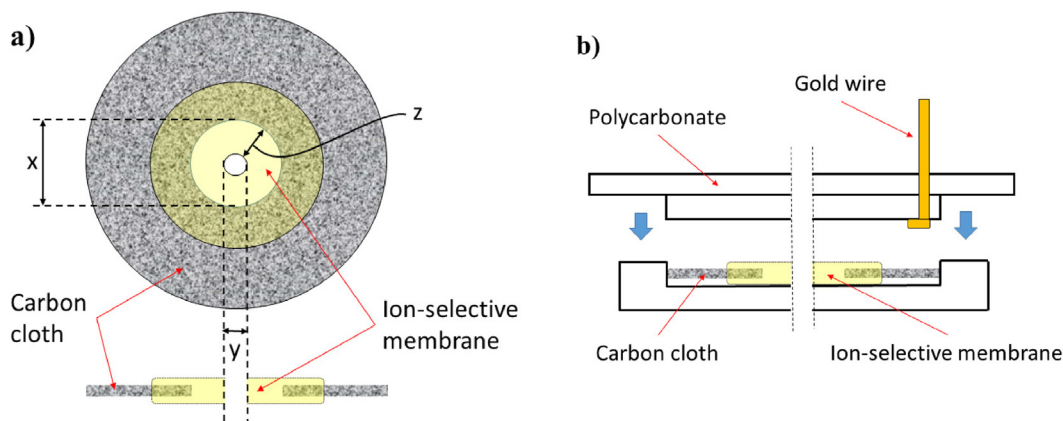 a)
x
z
Carbon
cloth
Ion-selective
membrane
y
b)
Gold wire
Polycarbonate
Carbon cloth
Ion-selective membrane